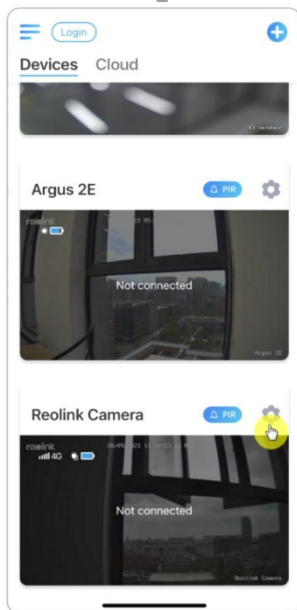 Login
Devices Cloud
Argus 2E
PIR
reolink
Not connected
Argus 2E
Reolink Camera
PIR
reolink
4G
Not connected
Reolink Camera